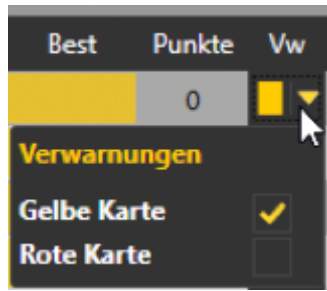 Best Punkte Vw
0
Verwarnungen
Gelbe Karte
Rote Karte